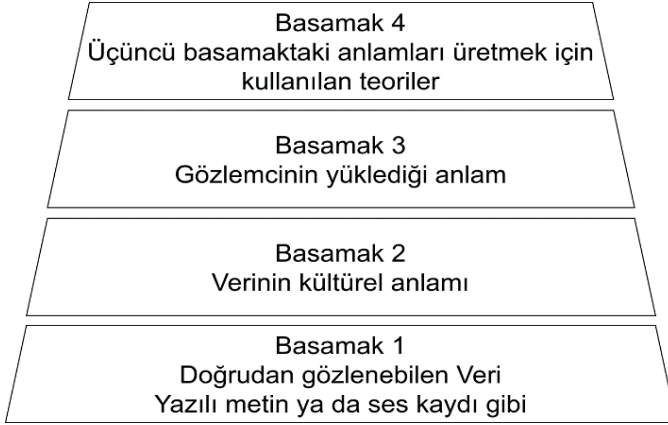 Basamak 4
Üçüncü basamaktaki anlamları üretmek için
kullanılan teoriler
Basamak 3
Gözlemcinin yüklediği anlam
Basamak 2
Verinin kültürel anlamı
Basamak 1
Doğrudan gözlenebilen Veri
Yazılı metin ya da ses kaydı gibi